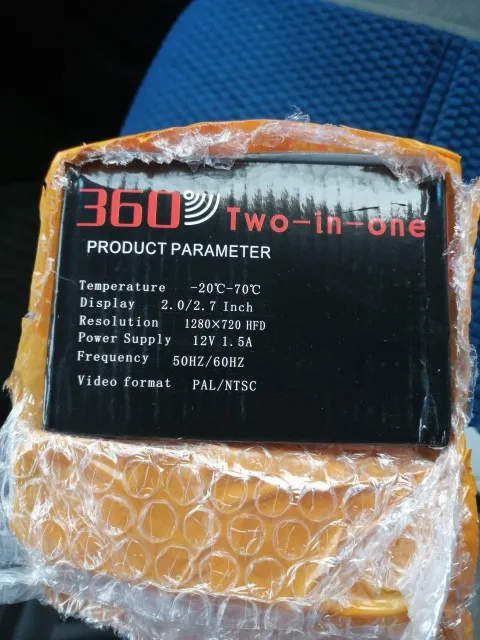 360 Two-in-one
PRODUCT PARAMETER
Temperature -20℃-70℃
Display 2.0/2.7 Inch
Resolution 1280×720 HFD
Power Supply 12V 1.5A
Frequency 50HZ/60HZ
Video format PAL/NTSC